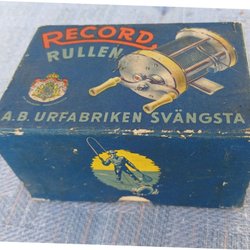 RECORD
RULLEN
A.B. URFABRIKEN SVÄNGSTA